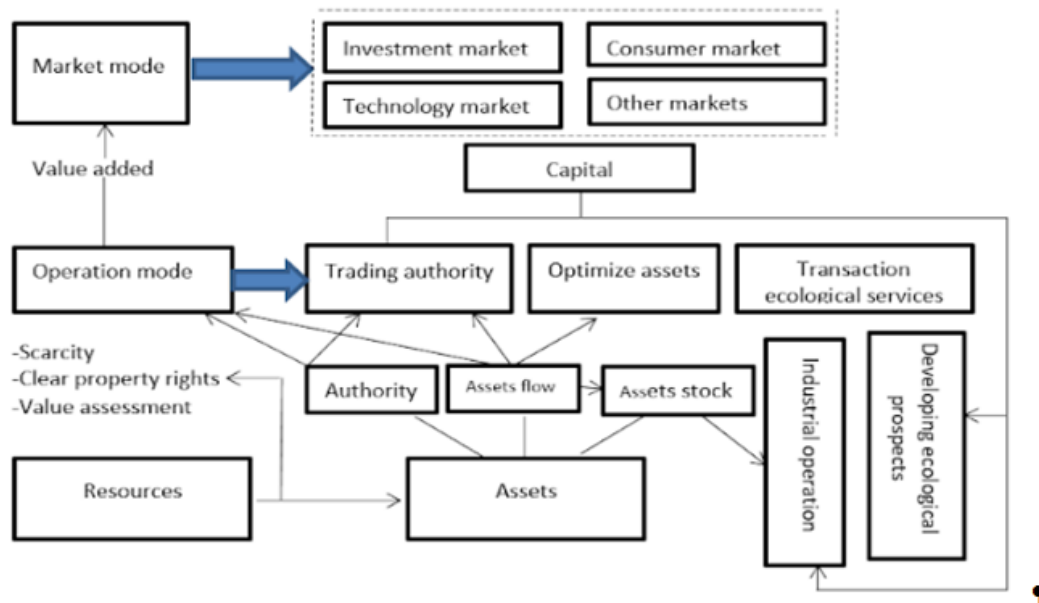 Market mode
Investment market
Consumer market
Technology market
Other markets
Value added
Capital
Operation mode
Trading authority
Optimize assets
Transaction
ecological services
-Scarcity
-Clear property rights
-Value assessment
Authority
Assets flow
Assets stock
Industrial operation
Developing ecological
prospects
Resources
Assets